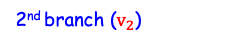 2ⁿᵈ branch (v₂)